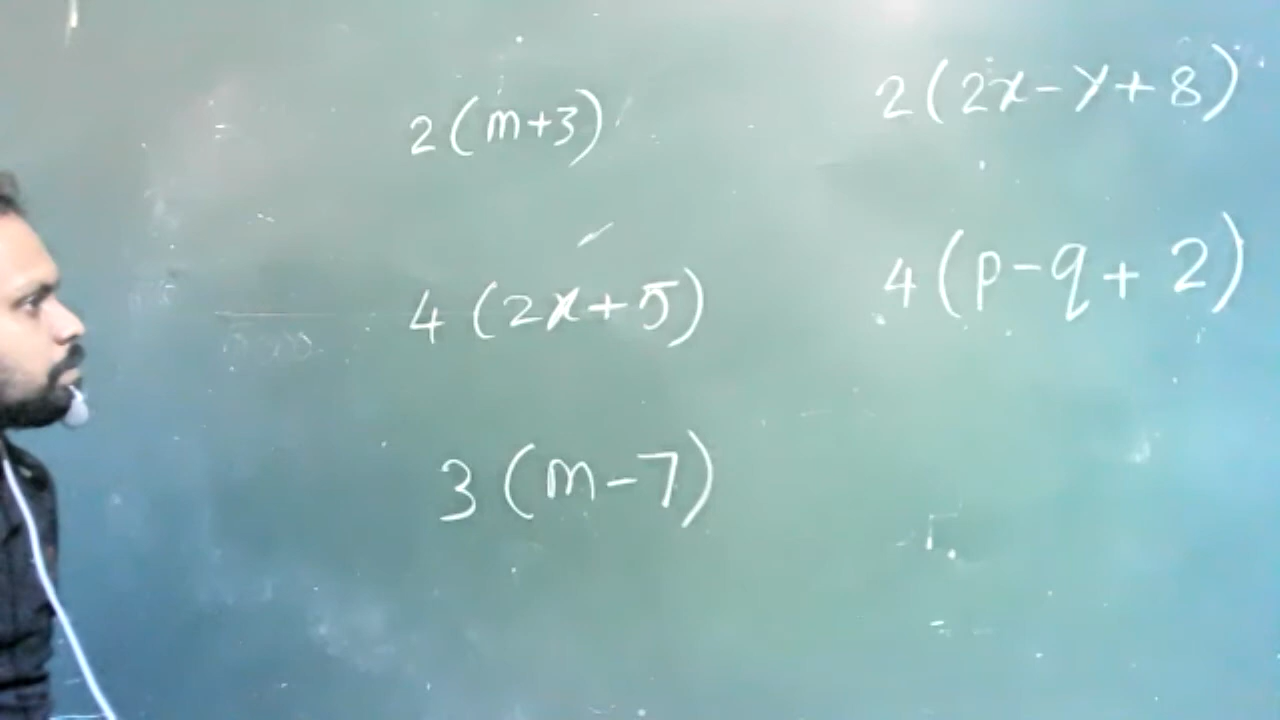 2(m+3)
4(2x+5)
3(m-7)
2(2x-y+8)
4(p-q+2)